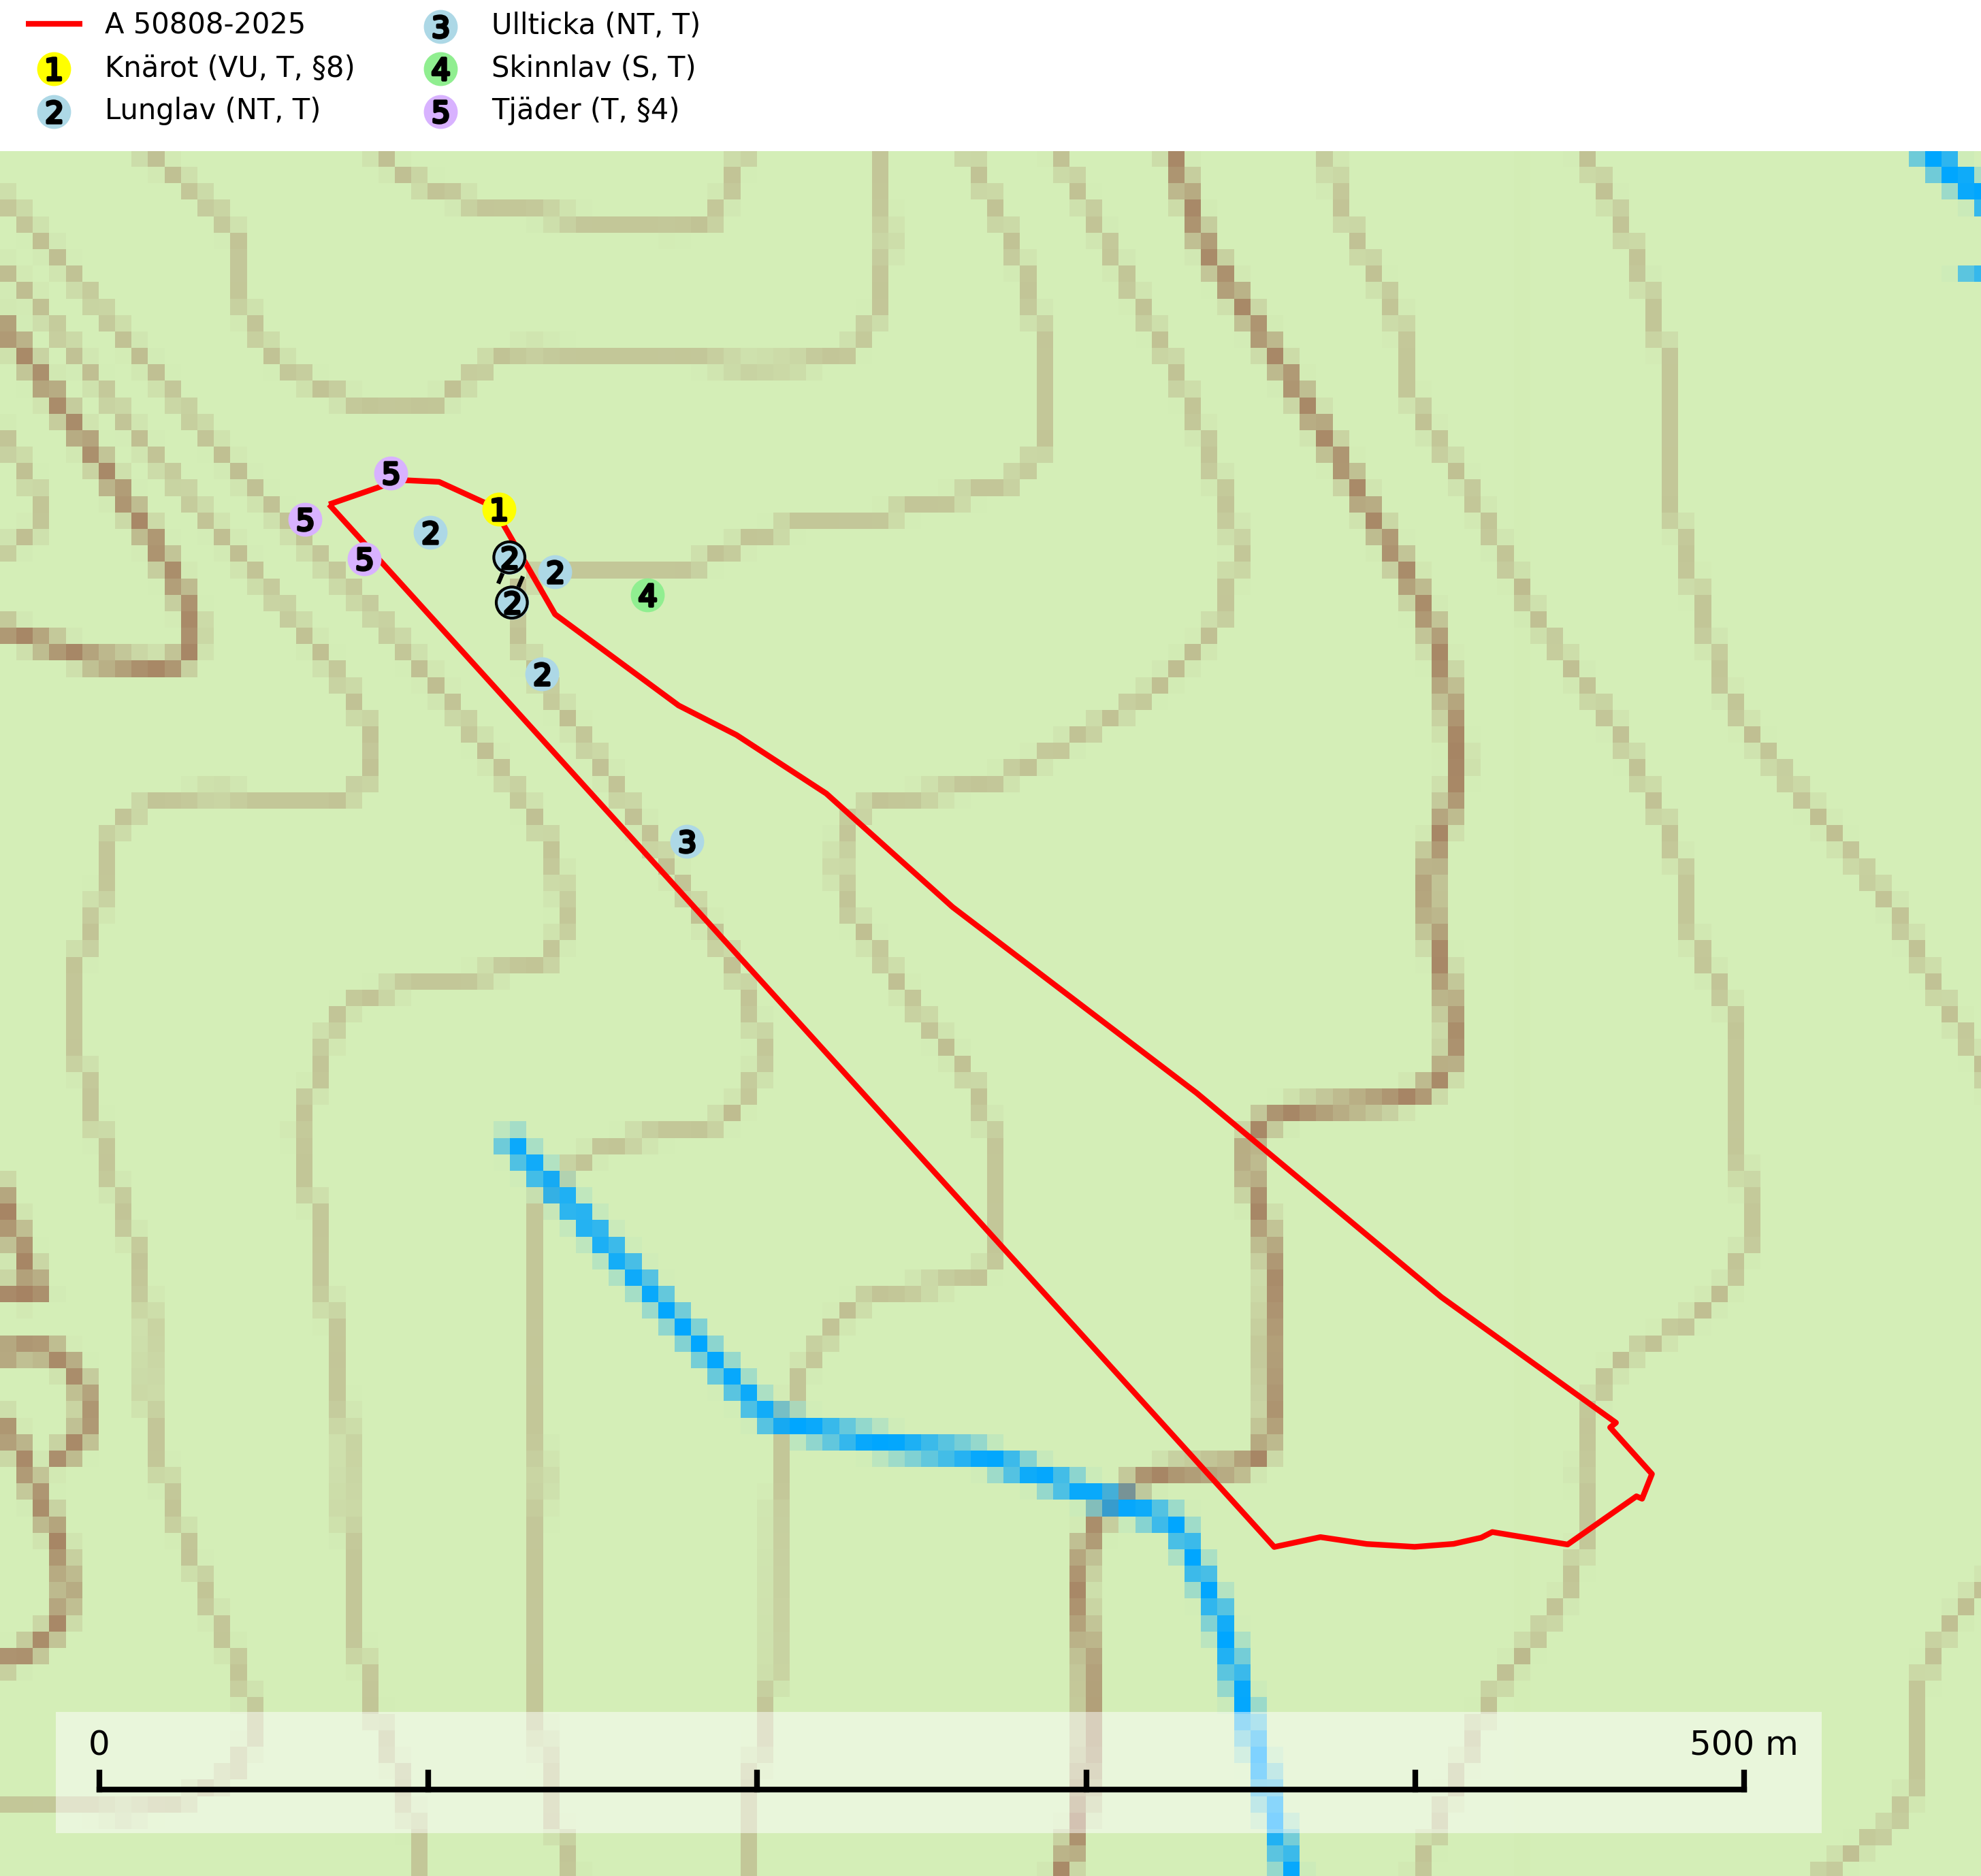 A 50808-2025
1 Knärot (VU, T, §8)
2 Lunglav (NT, T)
3 Ullticka (NT, T)
4 Skinnlav (S, T)
5 Tjäder (T, §4)
5
5
1
2
2
2
5
4
2
2
3
0 500 m